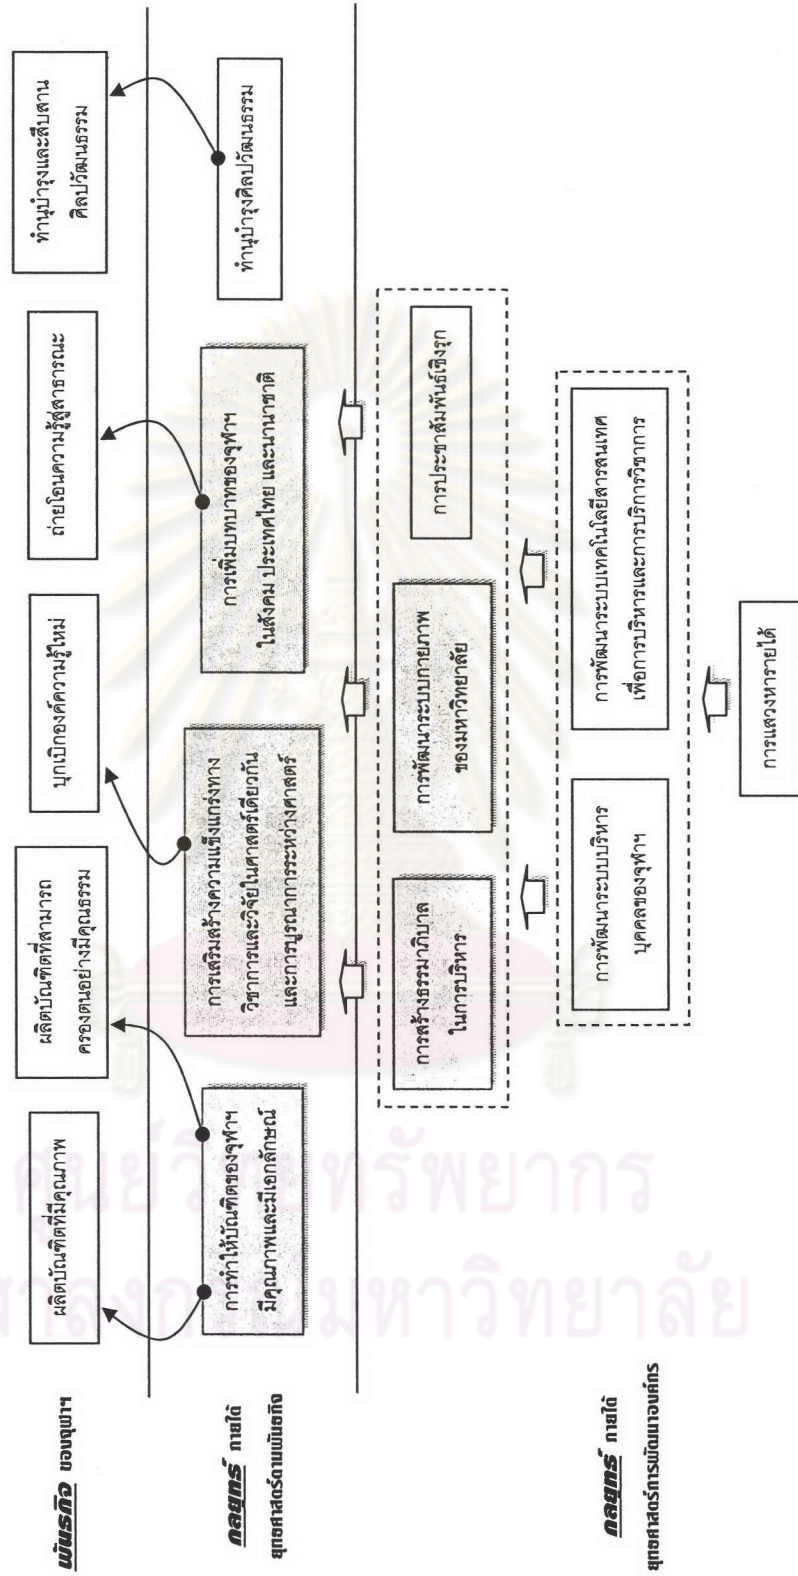 พันธกิจ ของจุฬาฯ
ผลิตบัณฑิตที่มีคุณภาพ
ผลิตบัณฑิตที่สามารถ
ครองตนอย่างมีคุณธรรม
บุกเบิกองค์ความรู้ใหม่
ถ่ายโอนความรู้สู่สาธารณะ
ทำนุบำรุงและสืบสาน
ศิลปวัฒนธรรม
กลยุทธ์ ภายใต้
ยุทธศาสตร์ตามพันธกิจ
การทำให้บัณฑิตของจุฬาฯ
มีคุณภาพและมีเอกลักษณ์
การเสริมสร้างความแข็งแกร่งทาง
วิชาการและวิจัยในศาสตร์เดียวกัน
และการบูรณาการระหว่างศาสตร์
การเพิ่มบทบาทของจุฬาฯ
ในสังคม ประเทศไทย และนานาชาติ
ทำนุบำรุงศิลปวัฒนธรรม
กลยุทธ์ ภายใต้
ยุทธศาสตร์การพัฒนาองค์กร
การสร้างธรรมาภิบาล
ในการบริหาร
การพัฒนาระบบกายภาพ
ของมหาวิทยาลัย
การประชาสัมพันธ์เชิงรุก
การพัฒนาระบบบริหาร
บุคคลของจุฬาฯ
การพัฒนาระบบเทคโนโลยีสารสนเทศ
เพื่อการบริหารและการบริการวิชาการ
การแสวงหารายได้
ศูนย์วิทยทรัพยากร
จุฬาลงกรณ์มหาวิทยาลัย